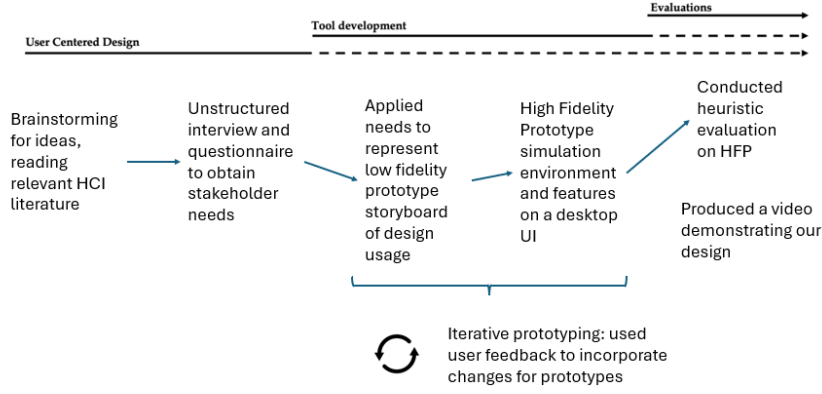 Evaluations
Tool development
User Centered Design
Brainstorming
for ideas,
reading
relevant HCI
literature
Unstructured
interview and
questionnaire
to obtain
stakeholder
needs
Applied
needs to
represent
low fidelity
prototype
storyboard
of design
usage
High Fidelity
Prototype
simulation
environment
and features
on a desktop
UI
Conducted
heuristic
evaluation
on HFP
Produced a video
demonstrating our
design
Iterative prototyping: used
user feedback to incorporate
changes for prototypes